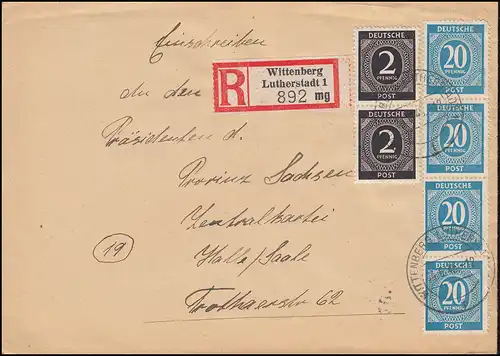 Einschreiben
An den
Präsidenten d.
Provinz Sachsen
Zentralkartei
Halle/Saale
Trothaerstr 62
19
R
Wittenberg
Lutherstadt 1
892 mg
DEUTSCHE
2
PFENNIG
POST
DEUTSCHE
2
PFENNIG
POST
DEUTSCHE
20
PFENNIG
POST
DEUTSCHE
20
PFENNIG
POST
DEUTSCHE
20
PFENNIG
POST
DEUTSCHE
20
PFENNIG
POST
WITTENBERG